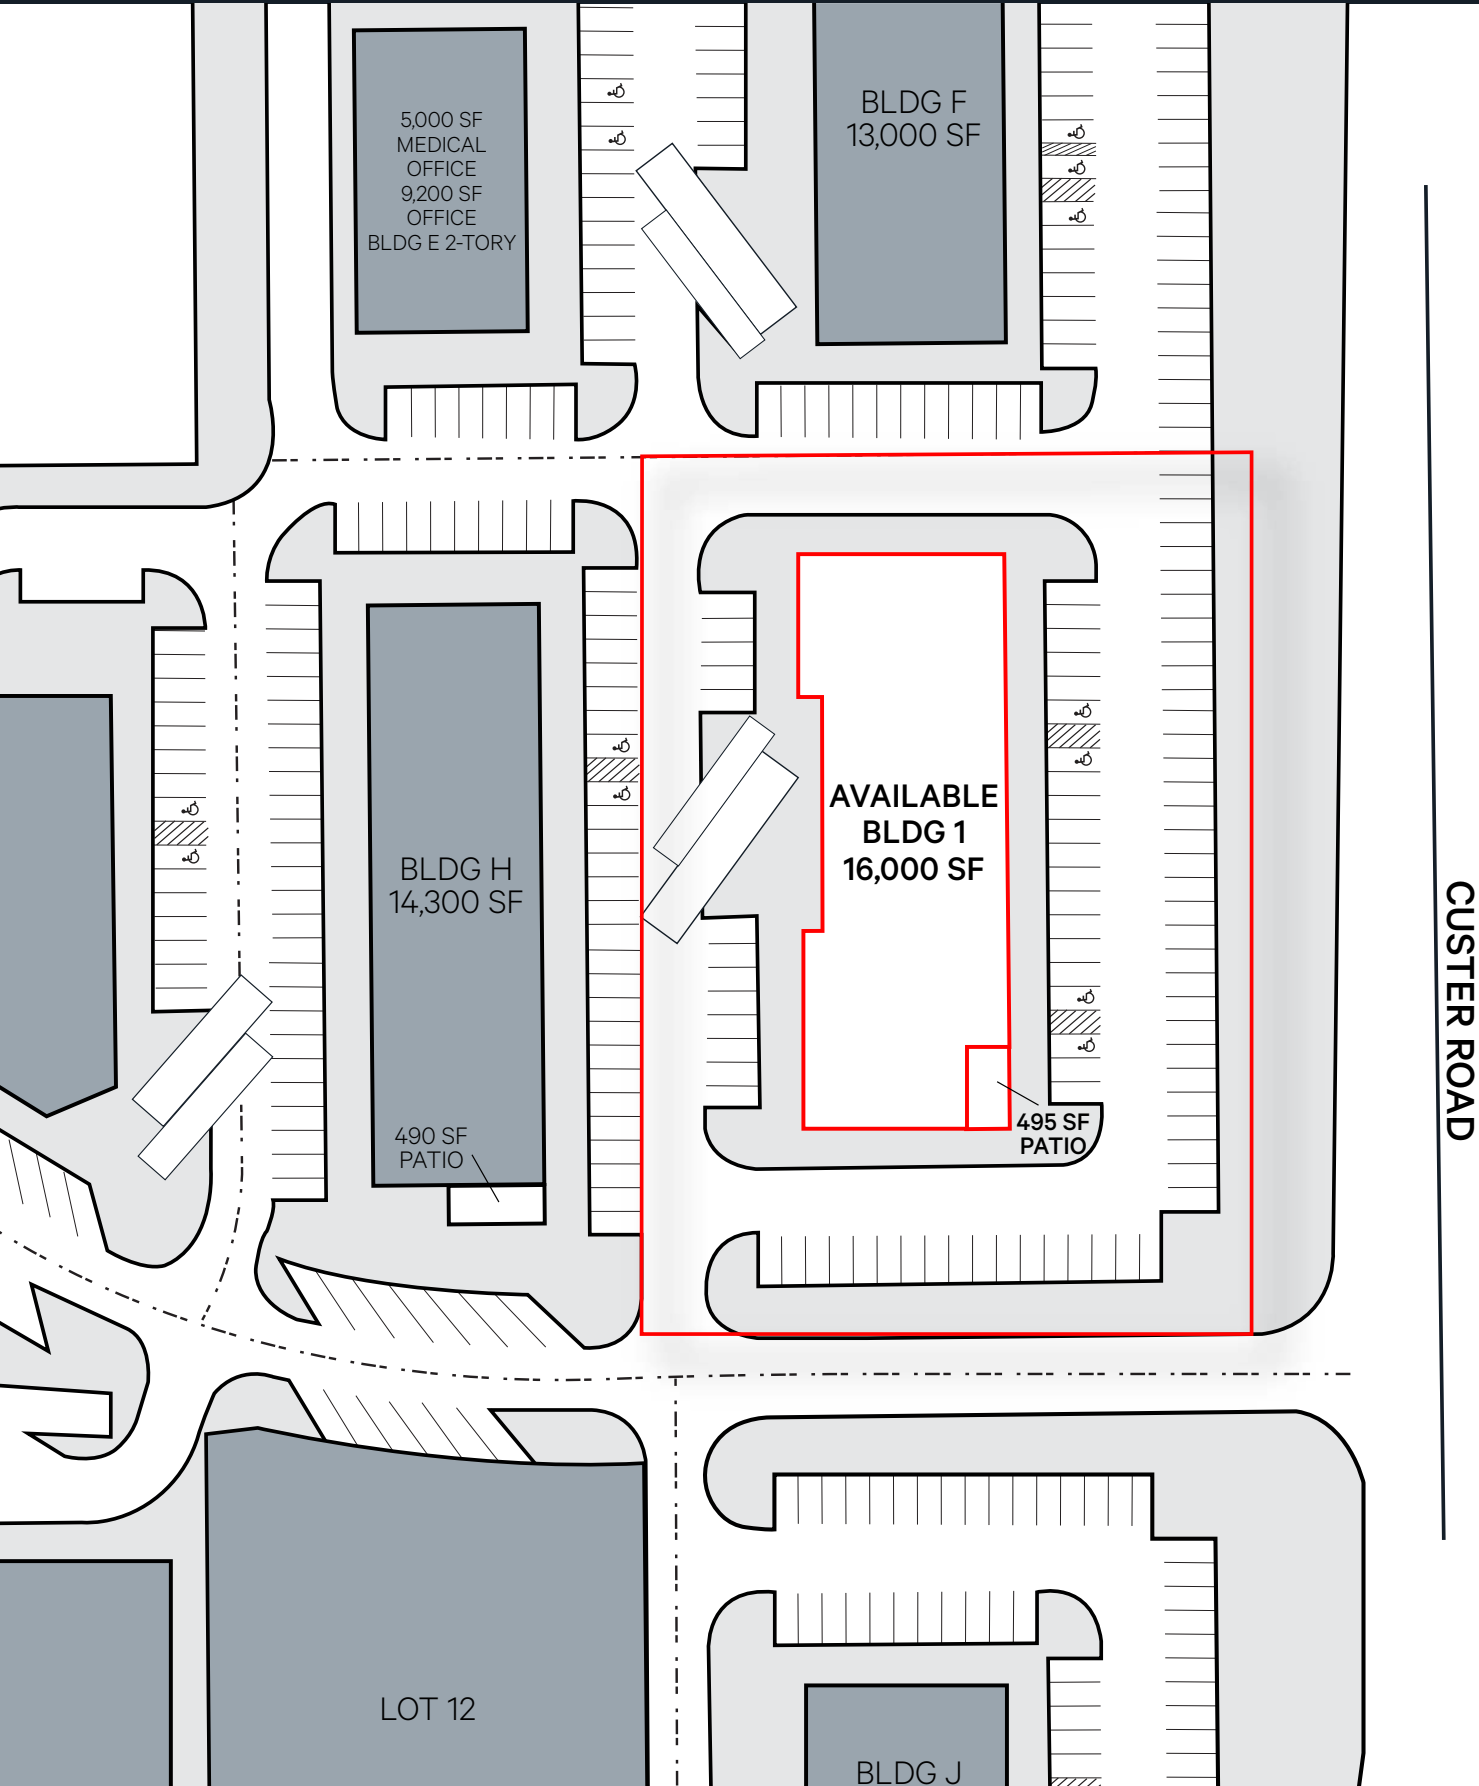 5,000 SF
MEDICAL
OFFICE
9,200 SF
OFFICE
BLDG E 2-TORY
BLDG F
13,000 SF
AVAILABLE
BLDG 1
16,000 SF
BLDG H
14,300 SF
CUSTER ROAD
495 SF
PATIO
490 SF
PATIO
LOT 12
BLDG J